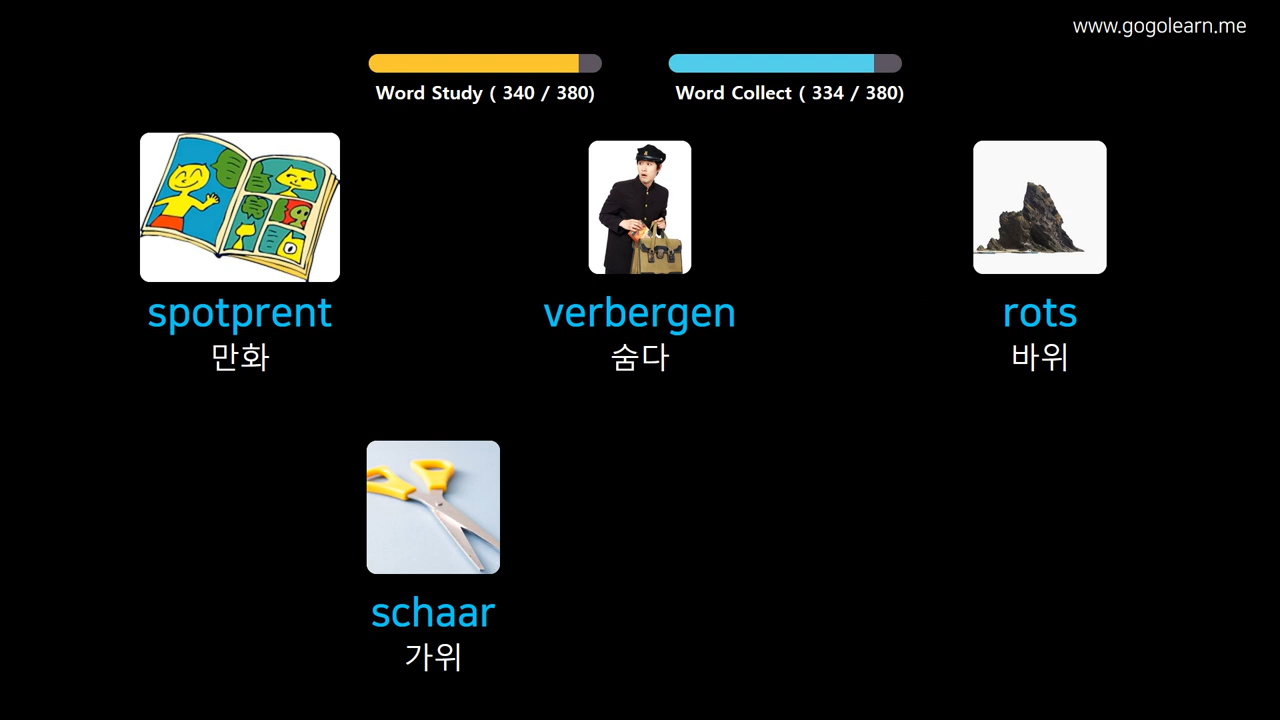 www.gogolearn.me
Word Study ( 340 / 380)
Word Collect ( 334 / 380)
spotprent
만화
verbergen
숨다
rots
바위
schaar
가위